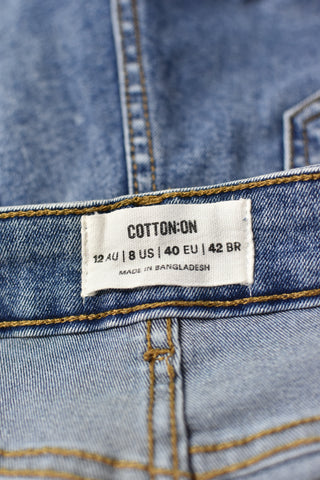 COTTON:ON
12 AU | 8 US | 40 EU | 42 BR
MADE IN BANGLADESH